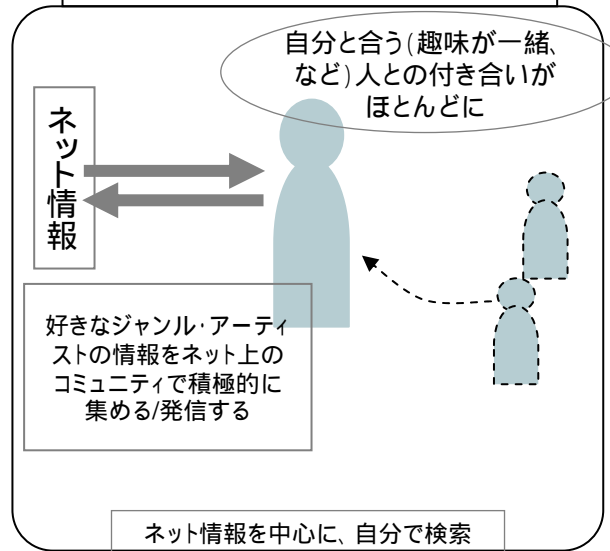 自分と合う(趣味が一緒、
など)人との付き合いが
ほとんどに
ネット情報
好きなジャンル・アーティ
ストの情報をネット上の
コミュニティで積極的に
集める/発信する
ネット情報を中心に、自分で検索